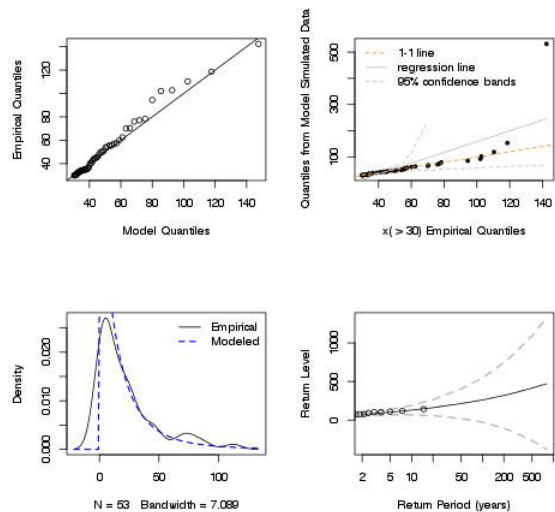 Empirical Quantiles
120
80
60
40
40 60 80 100 120 140
Model Quantiles
Quantiles from Model Simulated Data
500
300
100
1-1 line
regression line
95% confidence bands
40 60 80 100 120 140
x( > 30) Empirical Quantiles
Density
0.020
0.010
0.000
Empirical
Modeled
0 50 100
N = 53 Bandwidth = 7.089
Return Level
1000
500
0
2 5 10 50 200 500
Return Period (years)